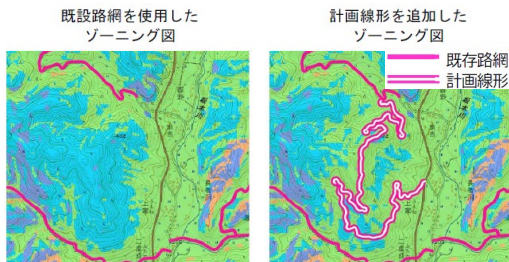 既設路網を使用した
ゾーニング図
計画線形を追加した
ゾーニング図
既存路網
計画線形